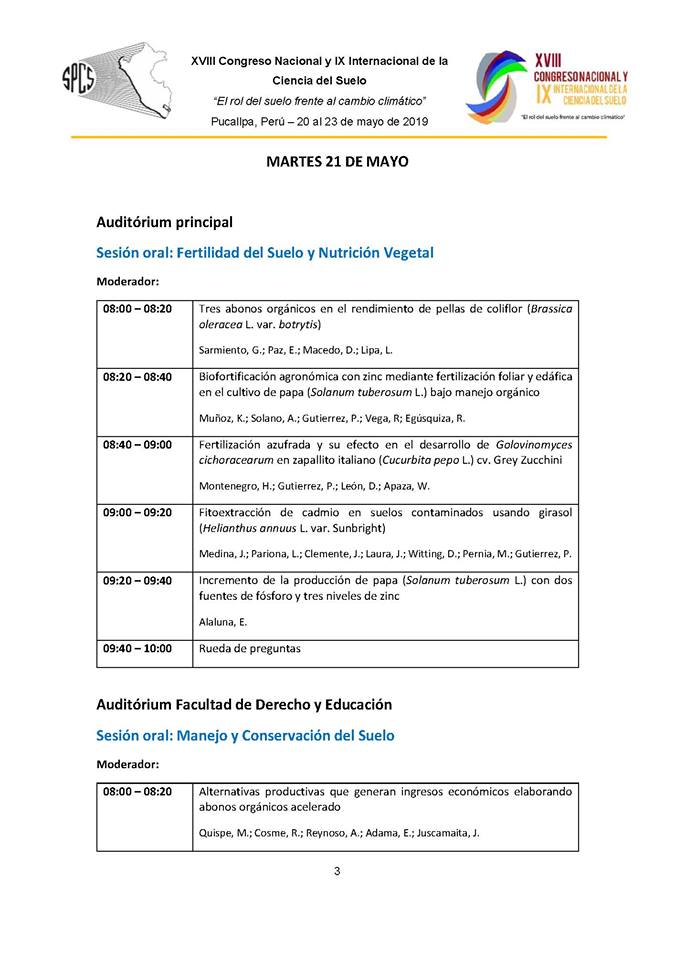 SPCS
XVIII Congreso Nacional y IX Internacional de la
Ciencia del Suelo
“El rol del suelo frente al cambio climático”
Pucallpa, Perú – 20 al 23 de mayo de 2019
XVIII
CONGRESO NACIONAL Y
IX INTERNACIONAL DE LA
CIENCIA DEL SUELO
"El rol del suelo frente al cambio climático"
MARTES 21 DE MAYO
Auditórium principal
Sesión oral: Fertilidad del Suelo y Nutrición Vegetal
Moderador:
08:00 – 08:20 Tres abonos orgánicos en el rendimiento de pellas de coliflor (Brassica
oleracea L. var. botrytis)
Sarmiento, G.; Paz, E.; Macedo, D.; Lipa, L.
08:20 – 08:40 Biofortificación agronómica con zinc mediante fertilización foliar y edáfica
en el cultivo de papa (Solanum tuberosum L.) bajo manejo orgánico
Muñoz, K.; Solano, A.; Gutierrez, P.; Vega, R; Egúsquiza, R.
08:40 – 09:00 Fertilización azufrada y su efecto en el desarrollo de Golovinomyces
cichoracearum en zapallito italiano (Cucurbita pepo L.) cv. Grey Zucchini
Montenegro, H.; Gutierrez, P.; León, D.; Apaza, W.
09:00 – 09:20 Fitoextracción de cadmio en suelos contaminados usando girasol
(Helianthus annuus L. var. Sunbright)
Medina, J.; Pariona, L.; Clemente, J.; Laura, J.; Witting, D.; Pernia, M.; Gutierrez, P.
09:20 – 09:40 Incremento de la producción de papa (Solanum tuberosum L.) con dos
fuentes de fósforo y tres niveles de zinc
Alaluna, E.
09:40 – 10:00 Rueda de preguntas
Auditórium Facultad de Derecho y Educación
Sesión oral: Manejo y Conservación del Suelo
Moderador:
08:00 – 08:20 Alternativas productivas que generan ingresos económicos elaborando
abonos orgánicos acelerado
Quispe, M.; Cosme, R.; Reynoso, A.; Adama, E.; Juscamaita, J.
3